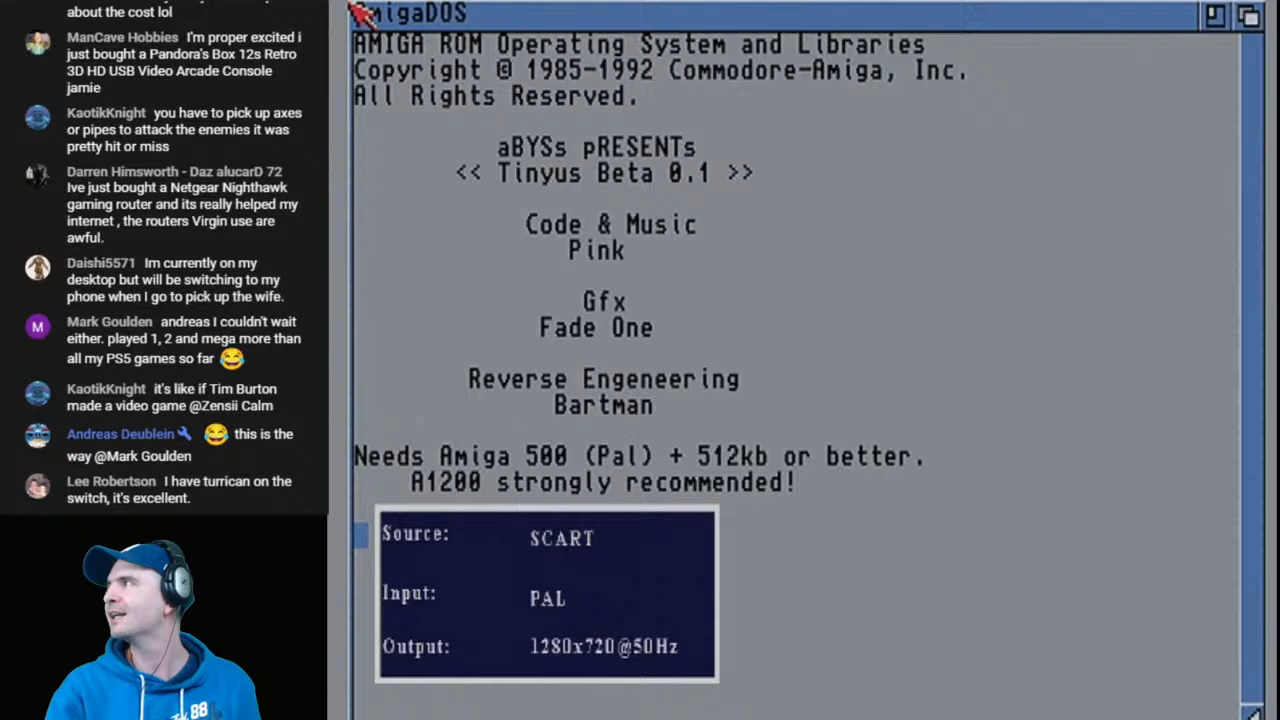 about the cost lol
ManCave Hobbies I'm proper excited i
just bought a Pandora's Box 12s Retro
3D HD USB Video Arcade Console
jamie
KaotikKnight you have to pick up axes
or pipes to attack the enemies it was
pretty hit or miss
Darren Himsworth - Daz alucarD 72
Ive just bought a Netgear Nighthawk
gaming router and its really helped my
internet , the routers Virgin use are
awful.
Daishi5571 Im currently on my
desktop but will be switching to my
phone when I go to pick up the wife.
M
Mark Goulden andreas I couldn't wait
either. played 1, 2 and mega more than
all my PS5 games so far 😂
KaotikKnight it's like if Tim Burton
made a video game @Zensii Calm
Andreas Deublein 😂 this is the
way @Mark Goulden
Lee Robertson I have turrican on the
switch, it's excellent.
88
AmigaDOS
AMIGA ROM Operating System and Libraries
Copyright © 1985-1992 Commodore-Amiga, Inc.
All Rights Reserved.
aBYSs pRESENTs
<< Tinyus Beta 0.1 >>
Code & Music
Pink
Gfx
Fade One
Reverse Engeneering
Bartman
Needs Amiga 500 (Pal) + 512kb or better.
A1200 strongly recommended!
Source: SCART
Input: PAL
Output: 1280x720@50Hz